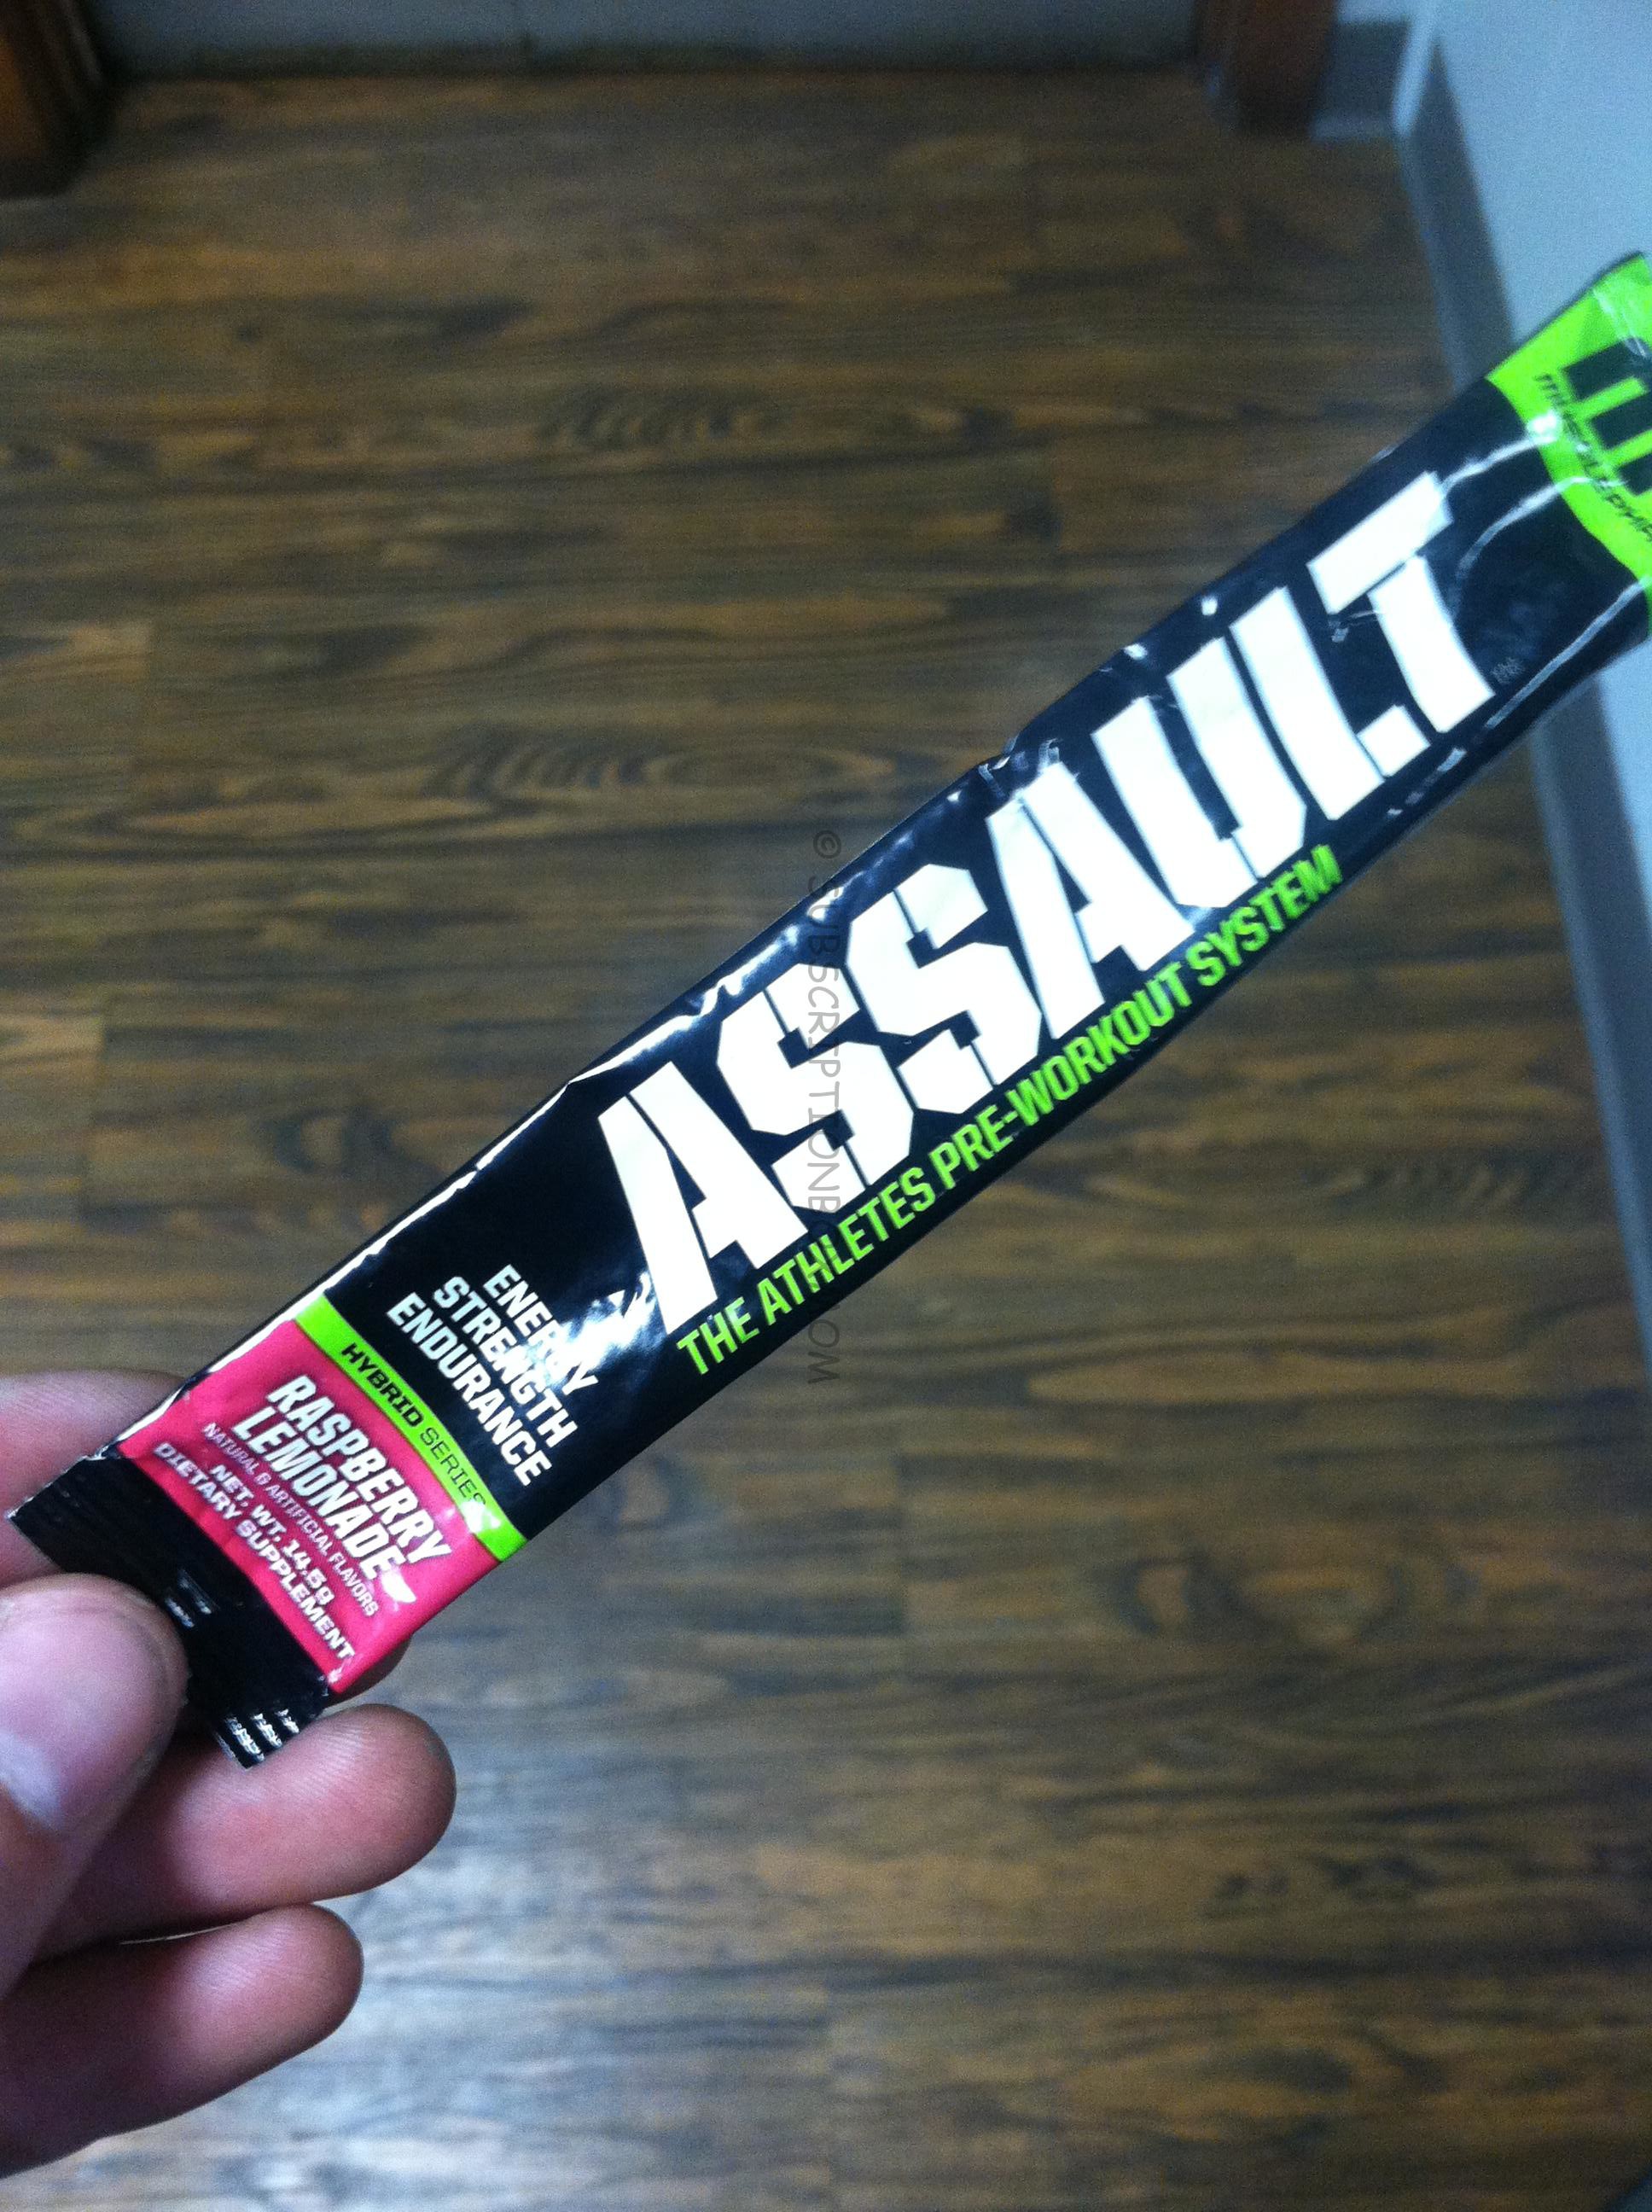 ASSAULT
THE ATHLETES PRE-WORKOUT SYSTEM
ENERGY
STRENGTH
ENDURANCE
HYBRID SERIES
RASPBERRY
LEMONADE
NATURAL & ARTIFICIAL FLAVORS
NET. WT. 14.5g
DIETARY SUPPLEMENT